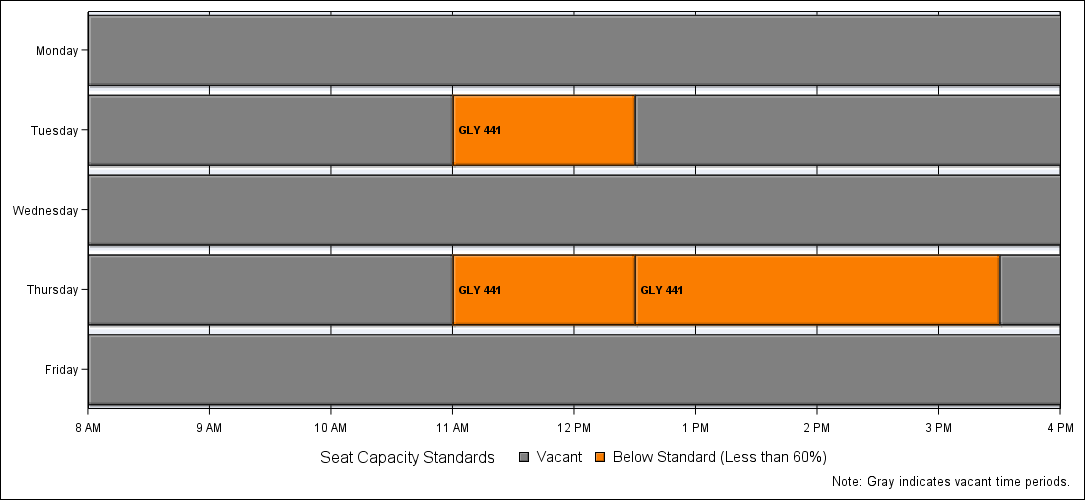 Monday
Tuesday
GLY 441
Wednesday
Thursday
GLY 441 GLY 441
Friday
8 AM 9 AM 10 AM 11 AM 12 PM 1 PM 2 PM 3 PM 4 PM
Seat Capacity Standards Vacant Below Standard (Less than 60%)
Note: Gray indicates vacant time periods.